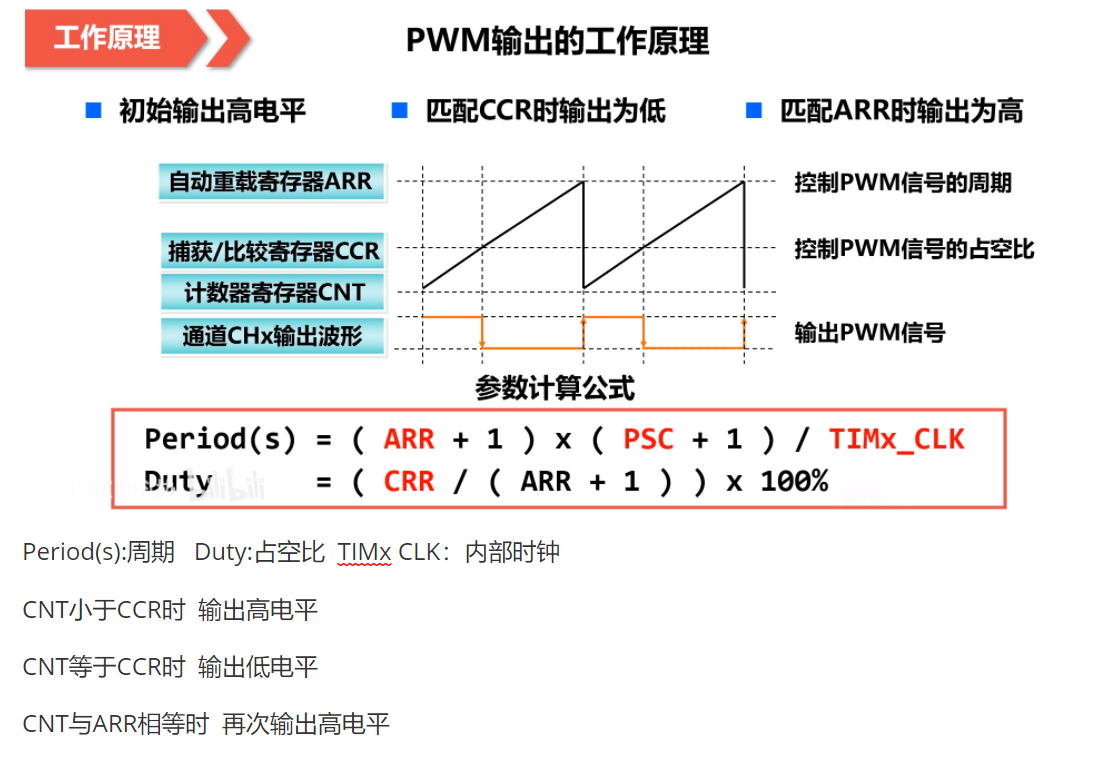 工作原理
PWM输出的工作原理
■ 初始输出高电平 ■ 匹配CCR时输出为低 ■ 匹配ARR时输出为高
自动重载寄存器ARR 控制PWM信号的周期
捕获/比较寄存器CCR 控制PWM信号的占空比
计数器寄存器CNT
通道CHx输出波形 输出PWM信号
参数计算公式
Period(s) = ( ARR + 1 ) x ( PSC + 1 ) / TIMx_CLK
Duty = ( CRR / ( ARR + 1 ) ) x 100%
bilibili
Period(s):周期 Duty:占空比 TIMx CLK：内部时钟
CNT小于CCR时 输出高电平
CNT等于CCR时 输出低电平
CNT与ARR相等时 再次输出高电平